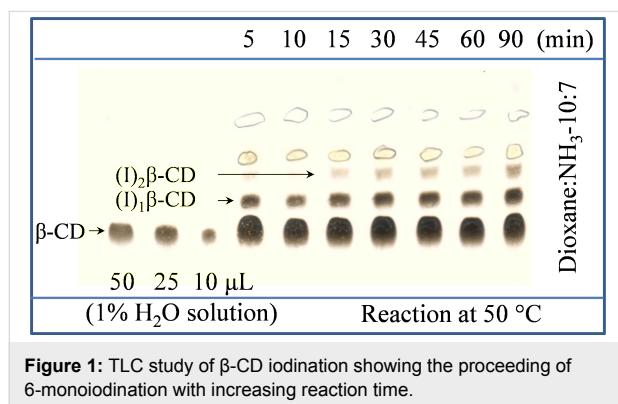 5 10 15 30 45 60 90 (min)
Dioxane:NH₃-10:7
(I)₂β-CD
(I)₁β-CD
β-CD
50 25 10 μL
(1% H₂O solution) Reaction at 50 °C
Figure 1: TLC study of β-CD iodination showing the proceeding of
6-monoiodination with increasing reaction time.